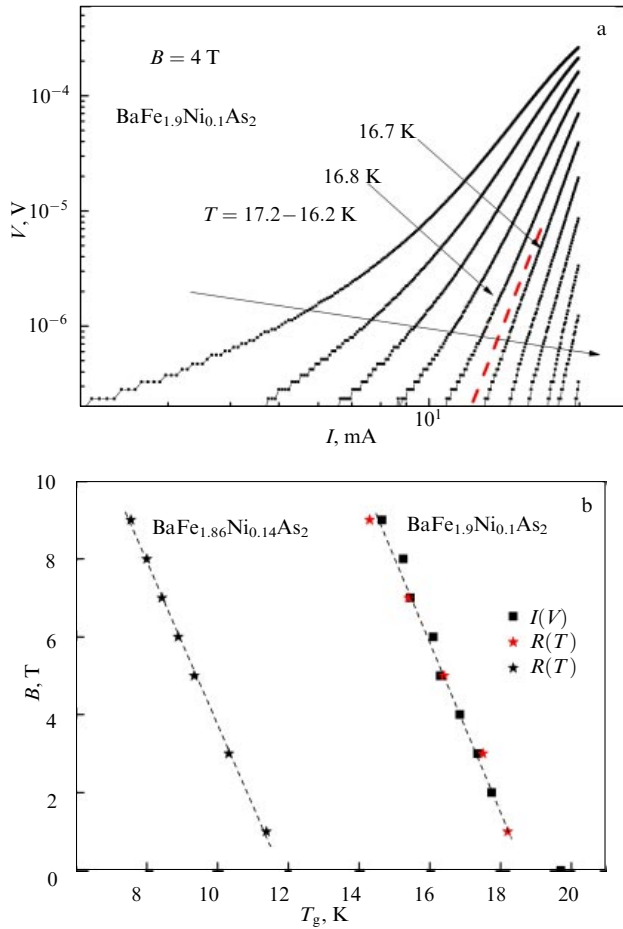 a
B = 4 T
10⁻⁴
BaFe₁.₉Ni₀.₁As₂
16.7 K
16.8 K
10⁻⁵
V, V
T = 17.2–16.2 K
10⁻⁶
10¹
I, mA
10
b
BaFe₁.₈₆Ni₀.₁₄As₂
BaFe₁.₉Ni₀.₁As₂
8
I(V)
R(T)
R(T)
6
B, T
4
2
0
8
10
12
14
16
18
20
T_g, K